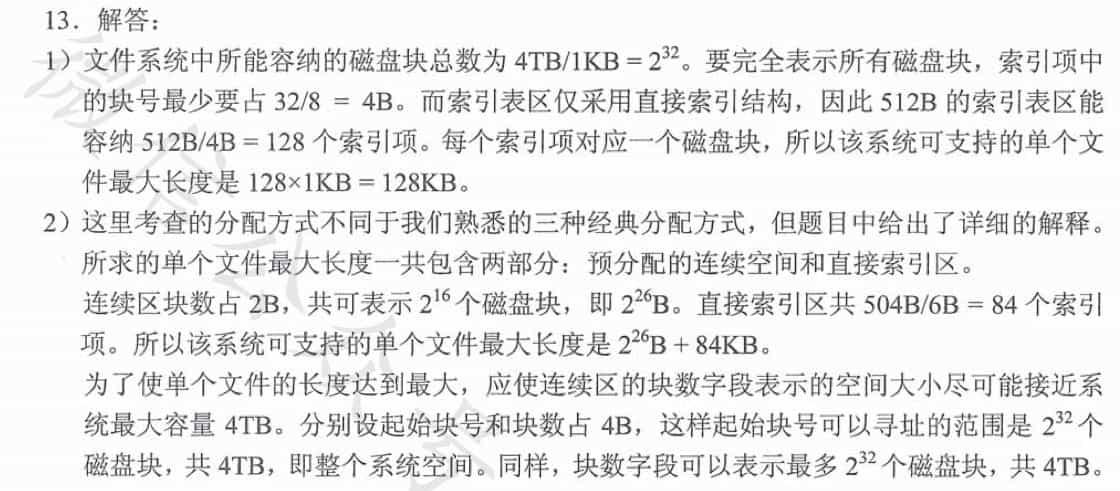 13．解答：
1）文件系统中所能容纳的磁盘块总数为 4TB/1KB = 2³²。要完全表示所有磁盘块，索引项中
的块号最少要占 32/8 = 4B。而索引表区仅采用直接索引结构，因此 512B 的索引表区能
容纳 512B/4B = 128 个索引项。每个索引项对应一个磁盘块，所以该系统可支持的单个文
件最大长度是 128×1KB = 128KB。
2）这里考查的分配方式不同于我们熟悉的三种经典分配方式，但题目中给出了详细的解释。
所求的单个文件最大长度一共包含两部分：预分配的连续空间和直接索引区。
连续区块数占 2B，共可表示 2¹⁶ 个磁盘块，即 2²⁶B。直接索引区共 504B/6B = 84 个索引
项。所以该系统可支持的单个文件最大长度是 2²⁶B + 84KB。
为了使单个文件的长度达到最大，应使连续区的块数字段表示的空间大小尽可能接近系
统最大容量 4TB。分别设起始块号和块数占 4B，这样起始块号可以寻址的范围是 2³² 个
磁盘块，共 4TB，即整个系统空间。同样，块数字段可以表示最多 2³² 个磁盘块，共 4TB。